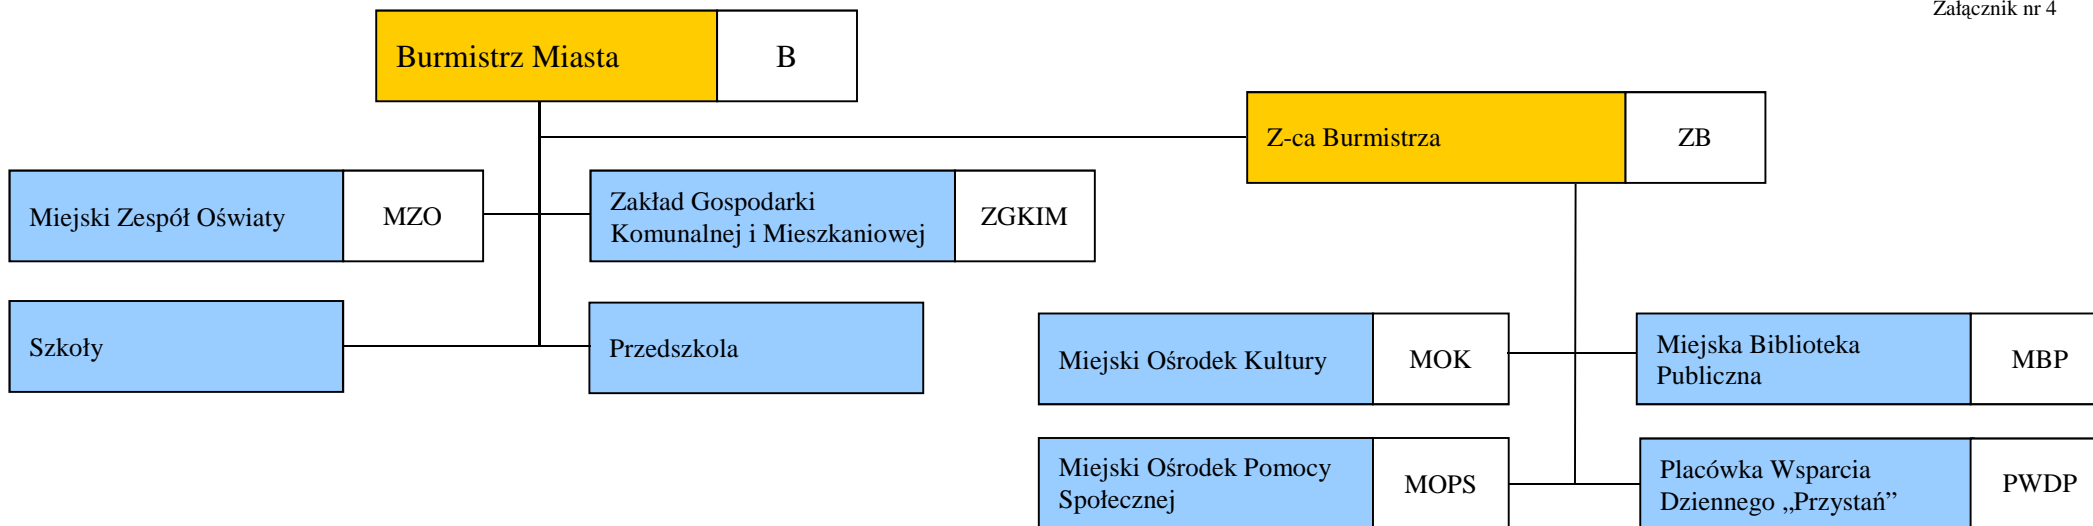 Załącznik nr 4
Burmistrz Miasta B
Z-ca Burmistrza ZB
Miejski Zespół Oświaty MZO
Zakład Gospodarki
Komunalnej i Mieszkaniowej ZGKIM
Szkoły
Przedszkola
Miejski Ośrodek Kultury MOK
Miejska Biblioteka
Publiczna MBP
Miejski Ośrodek Pomocy
Społecznej MOPS
Placówka Wsparcia
Dziennego „Przystań” PWDP